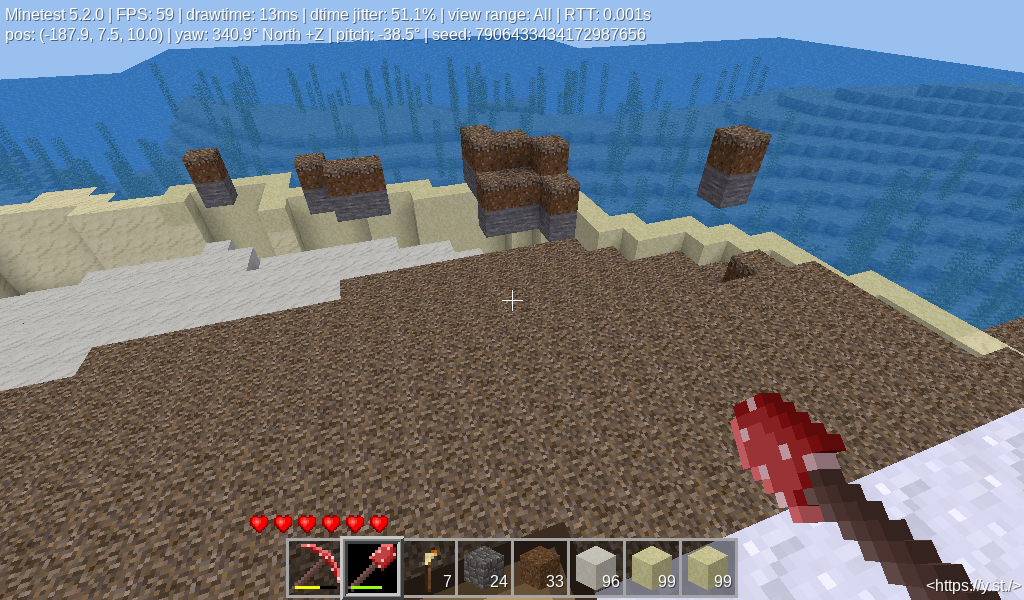 Minetest 5.2.0 | FPS: 59 | drawtime: 13ms | dtime jitter: 51.1% | view range: All | RTT: 0.001s
pos: (-187.9, 7.5, 10.0) | yaw: 340.9° North +Z | pitch: -38.5° | seed: 7906433434172987656
7 24 33 96 99 99
<https://y.st./>